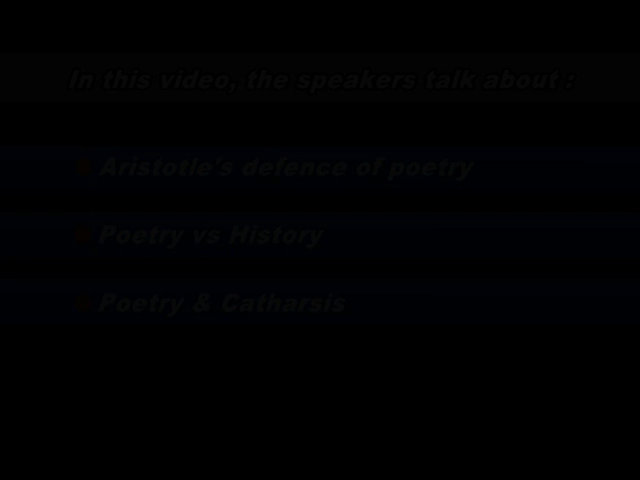 In this video, the speakers talk about :
Aristotle's defence of poetry
Poetry vs History
Poetry & Catharsis